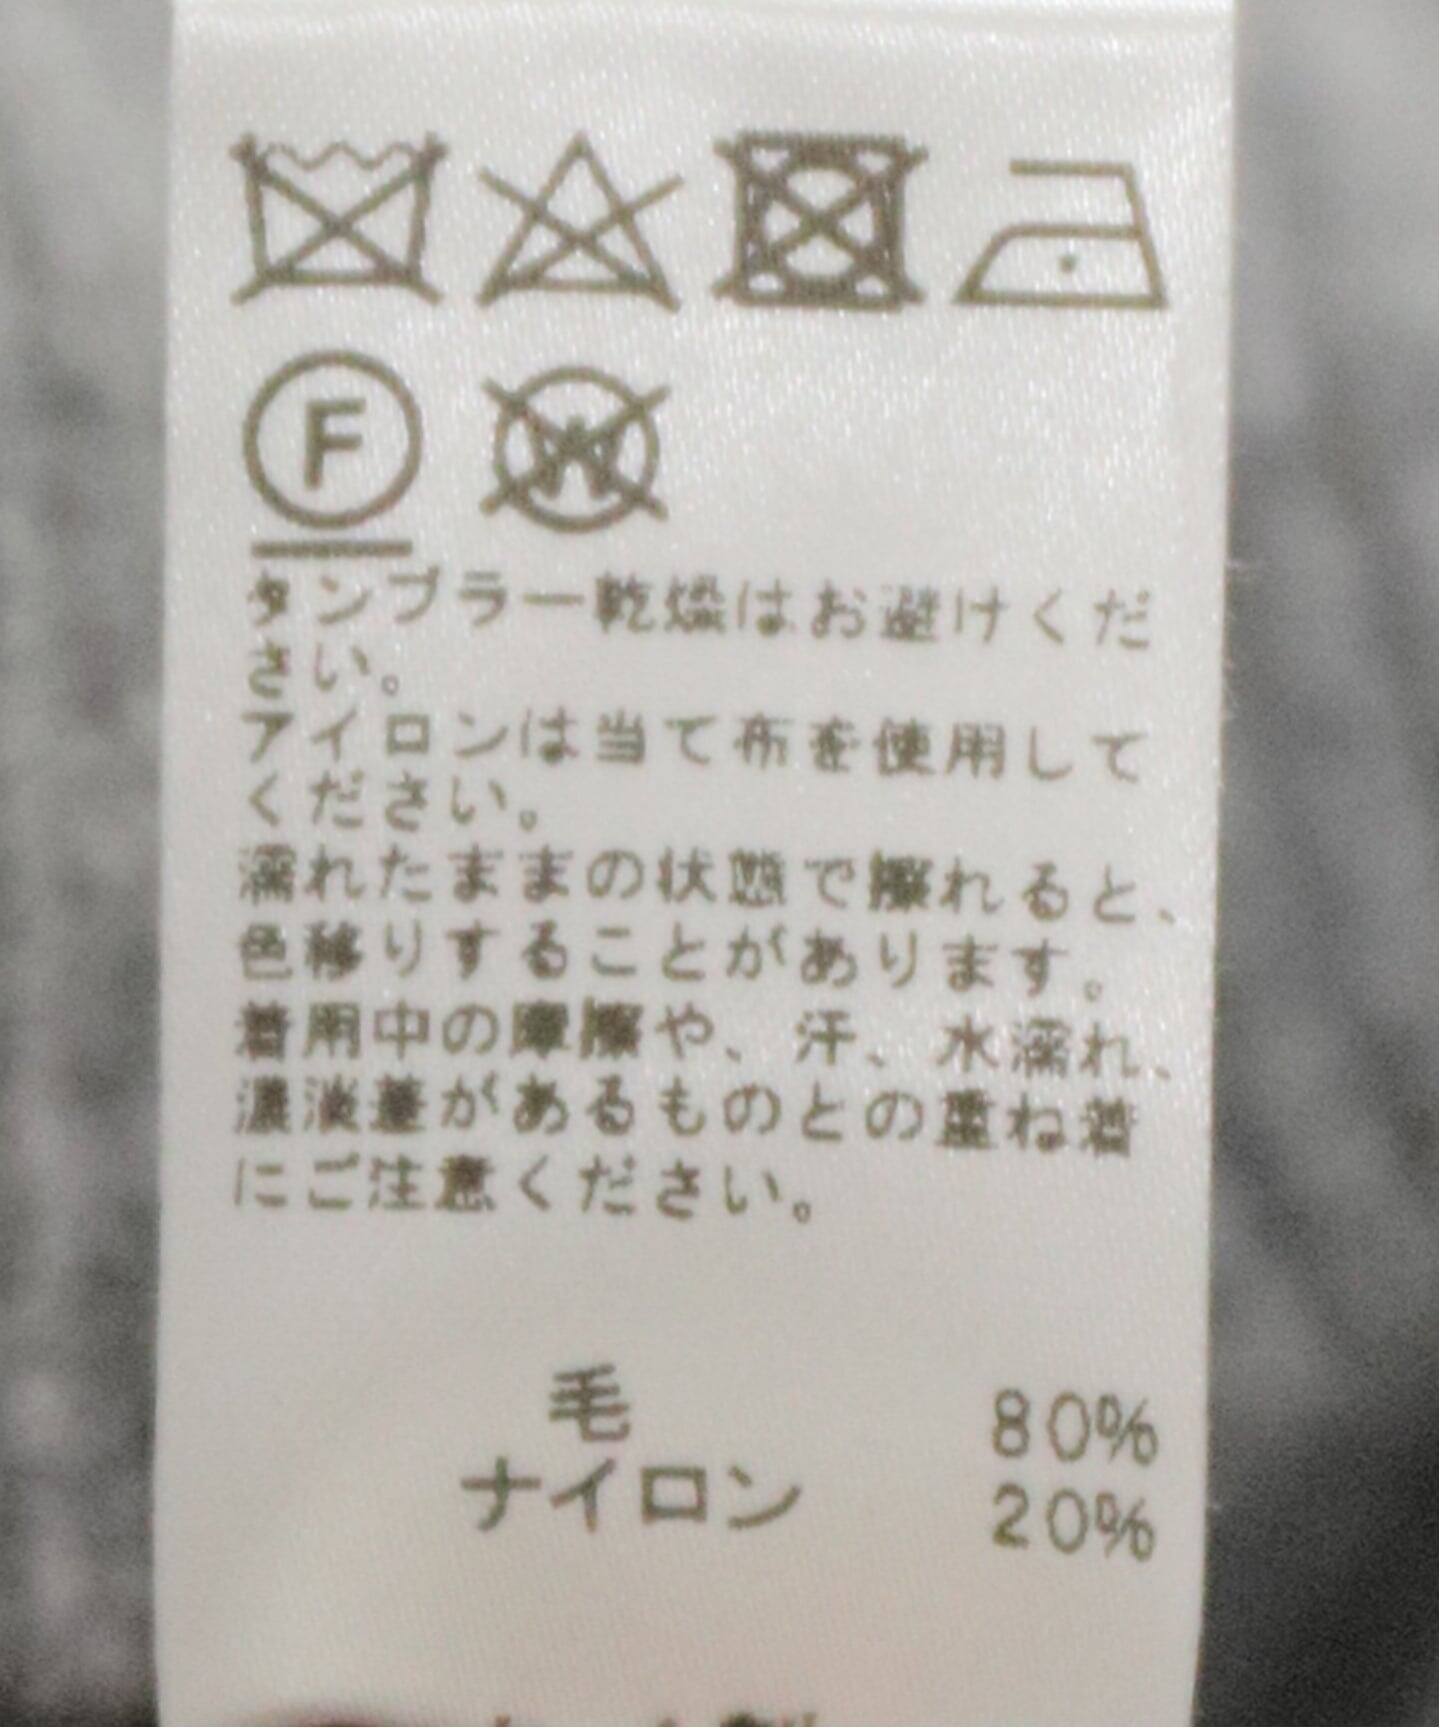 F W
タンブラー乾燥はお避けくだ
さい。
アイロンは当て布を使用して
ください。
濡れたままの状態で擦れると、
色移りすることがあります。
着用中の摩擦や、汗、水濡れ、
濃淡差があるものとの重ね着
にご注意ください。
毛 80%
ナイロン 20%